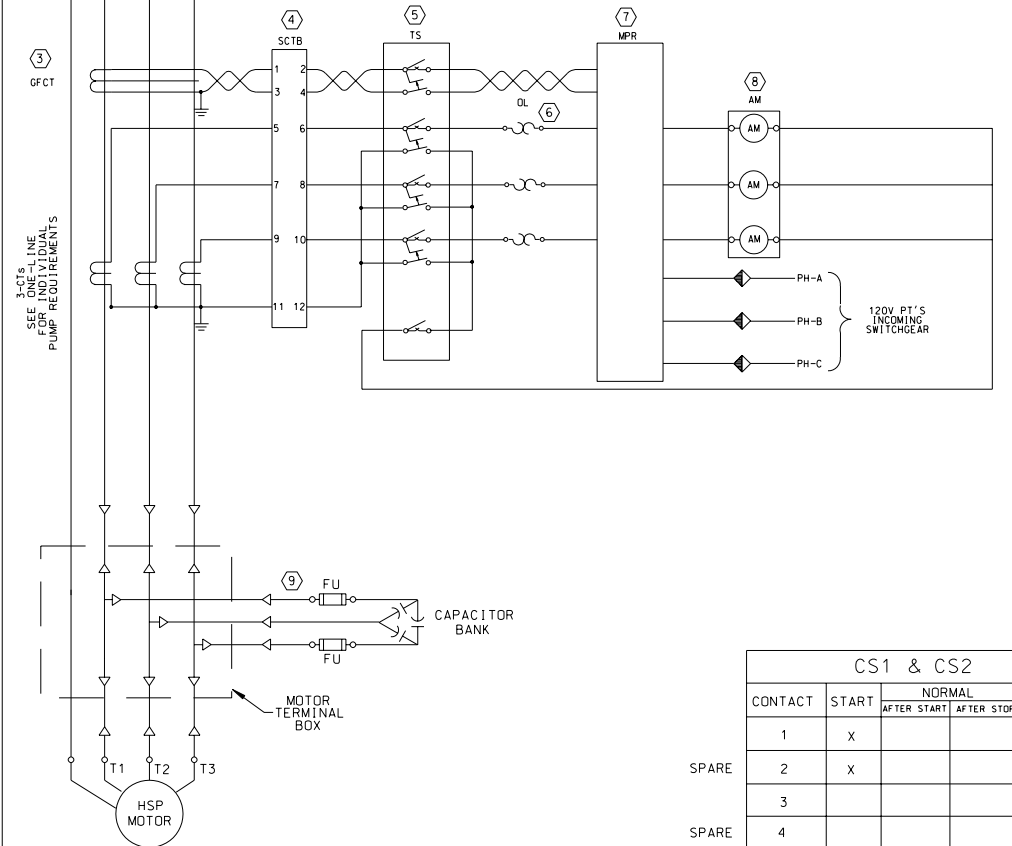 4
SCTB
5
TS
7
MPR
3
GFCT
8
AM
1 2
3 4
OL
6
5 6
AM
7 8
AM
9 10
AM
3-CTs
SEE ONE-LINE
FOR INDIVIDUAL
PUMP REQUIREMENTS
11 12
PH-A
PH-B
PH-C
120V PT'S
INCOMING
SWITCHGEAR
9
FU
CAPACITOR
BANK
FU
MOTOR
TERMINAL
BOX
T1
T2
T3
HSP
MOTOR
CS1 & CS2
CONTACT START NORMAL
AFTER START AFTER STOP
1 X
SPARE 2 X
3
SPARE 4